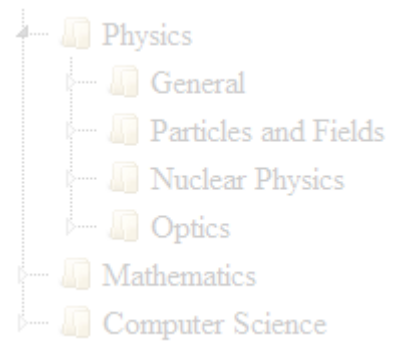 Physics
General
Particles and Fields
Nuclear Physics
Optics
Mathematics
Computer Science